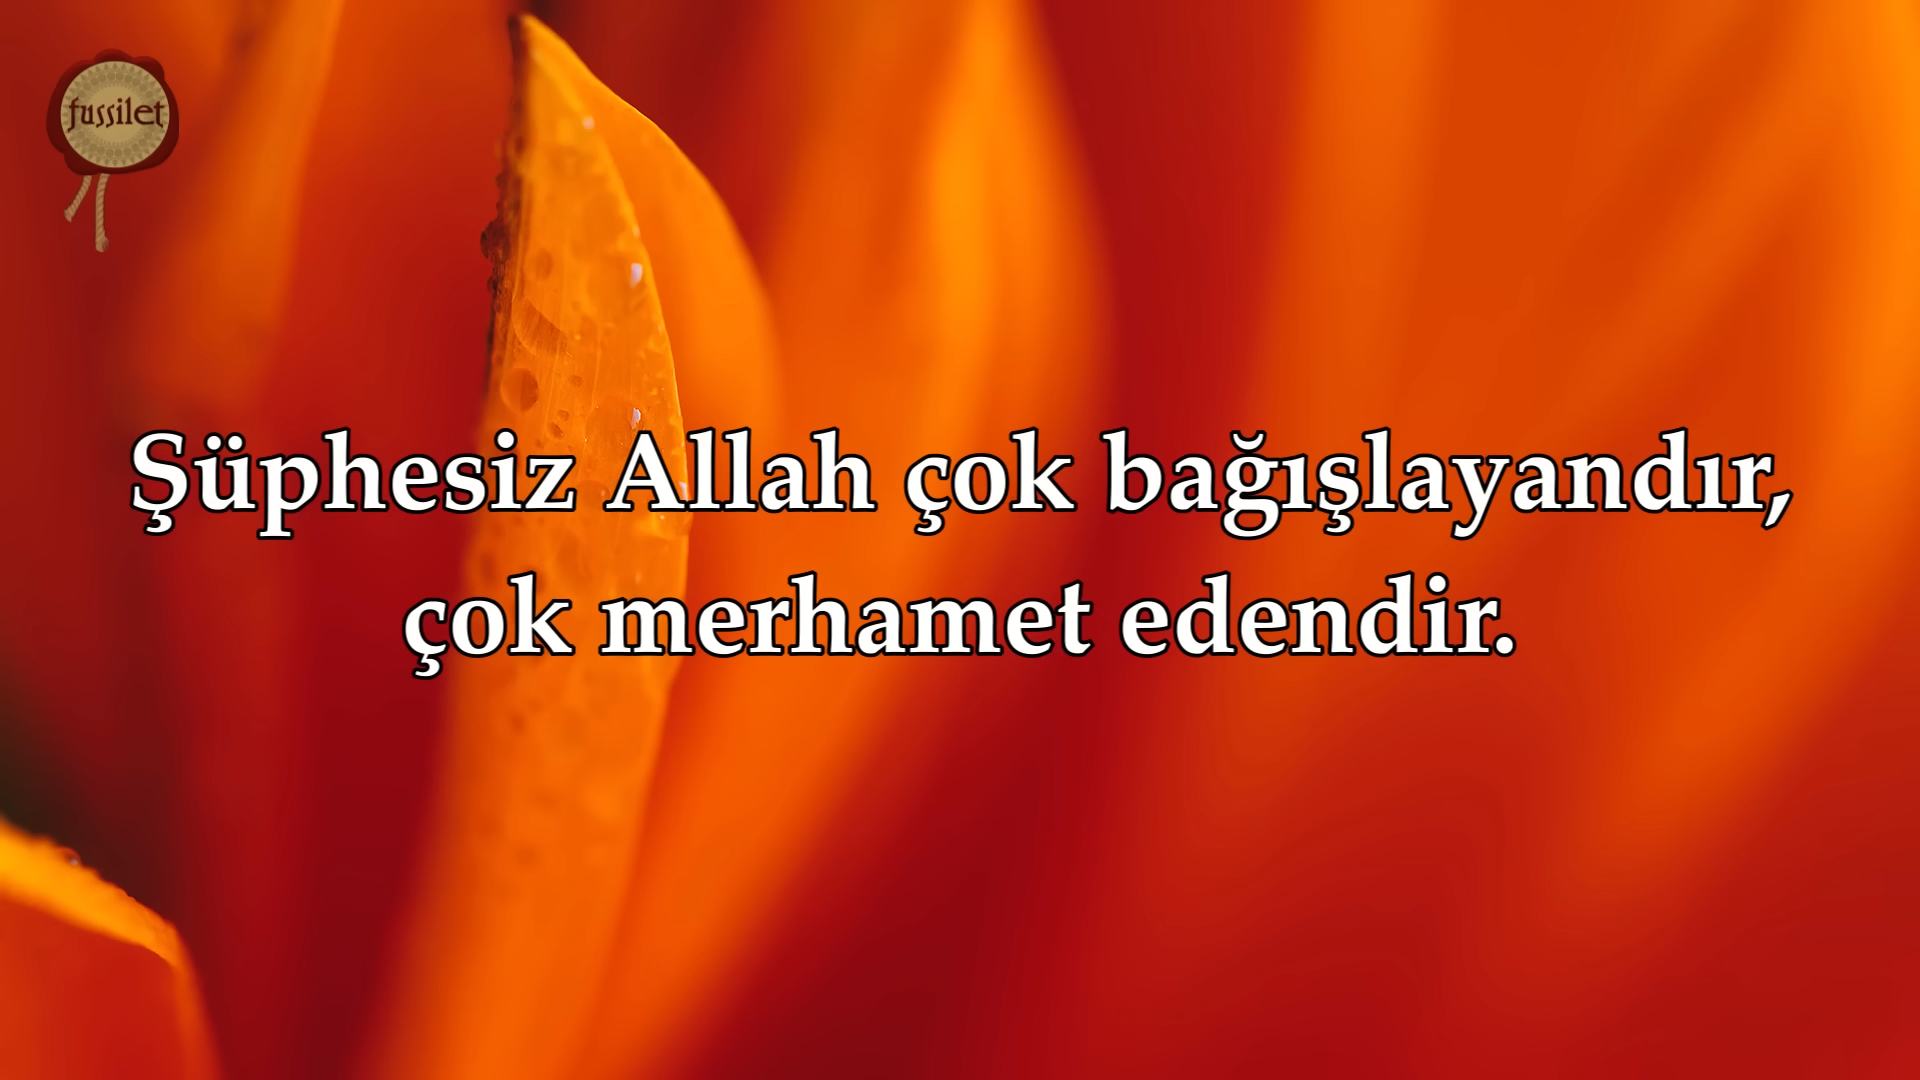 fussilet
Şüphesiz Allah çok bağışlayandır,
çok merhamet edendir.